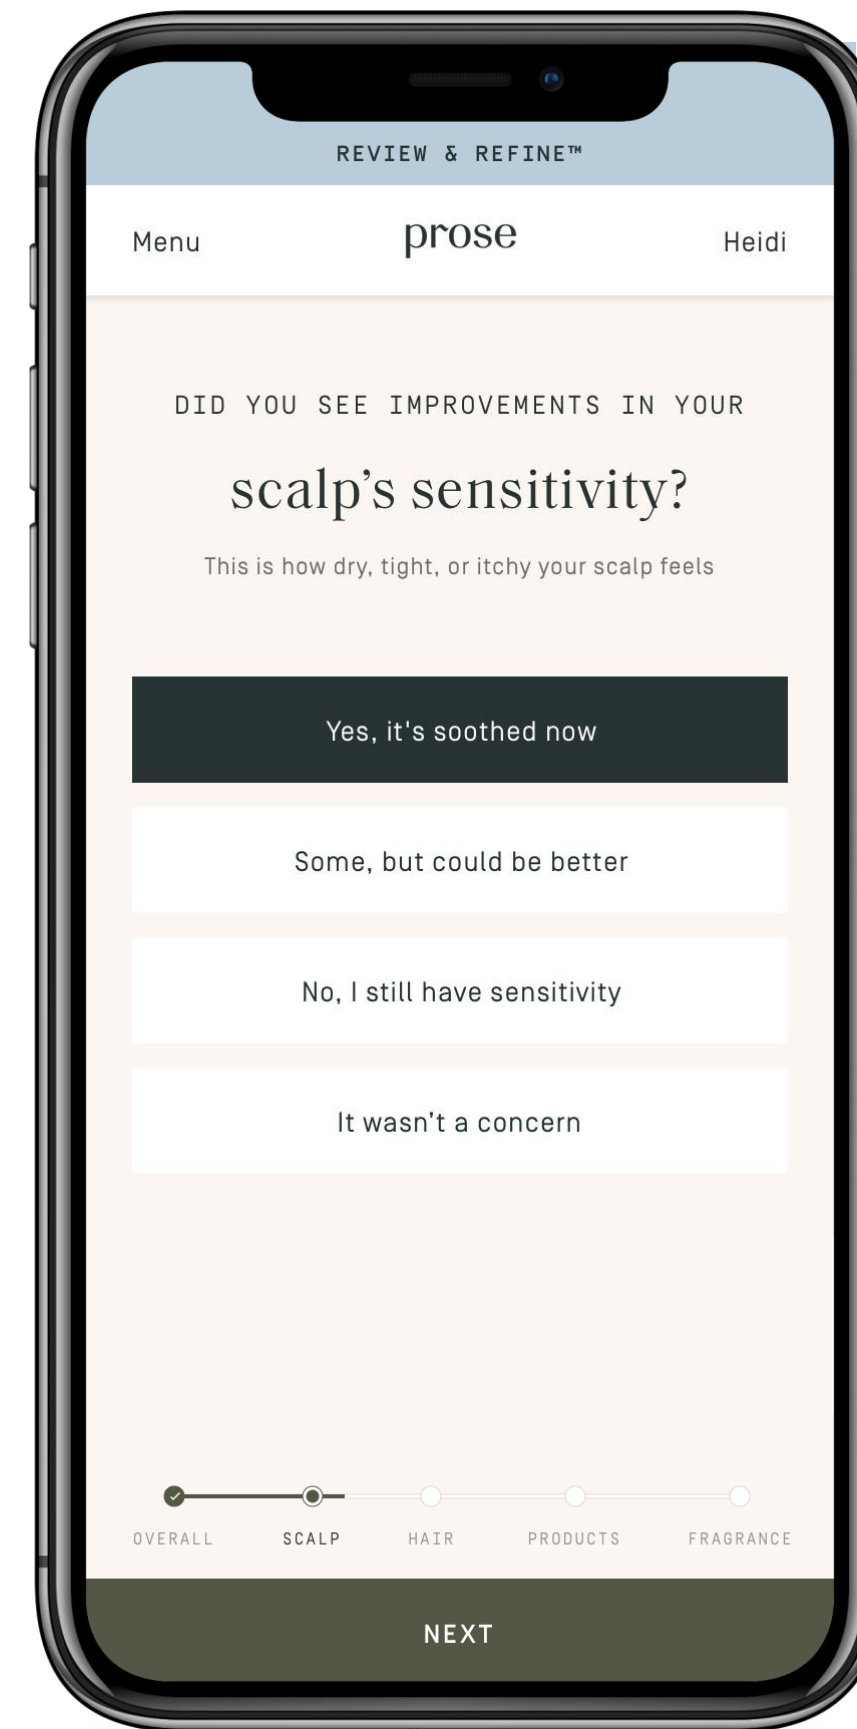 REVIEW & REFINE™
Menu prose Heidi
DID YOU SEE IMPROVEMENTS IN YOUR
scalp’s sensitivity?
This is how dry, tight, or itchy your scalp feels
Yes, it's soothed now
Some, but could be better
No, I still have sensitivity
It wasn’t a concern
OVERALL SCALP HAIR PRODUCTS FRAGRANCE
NEXT